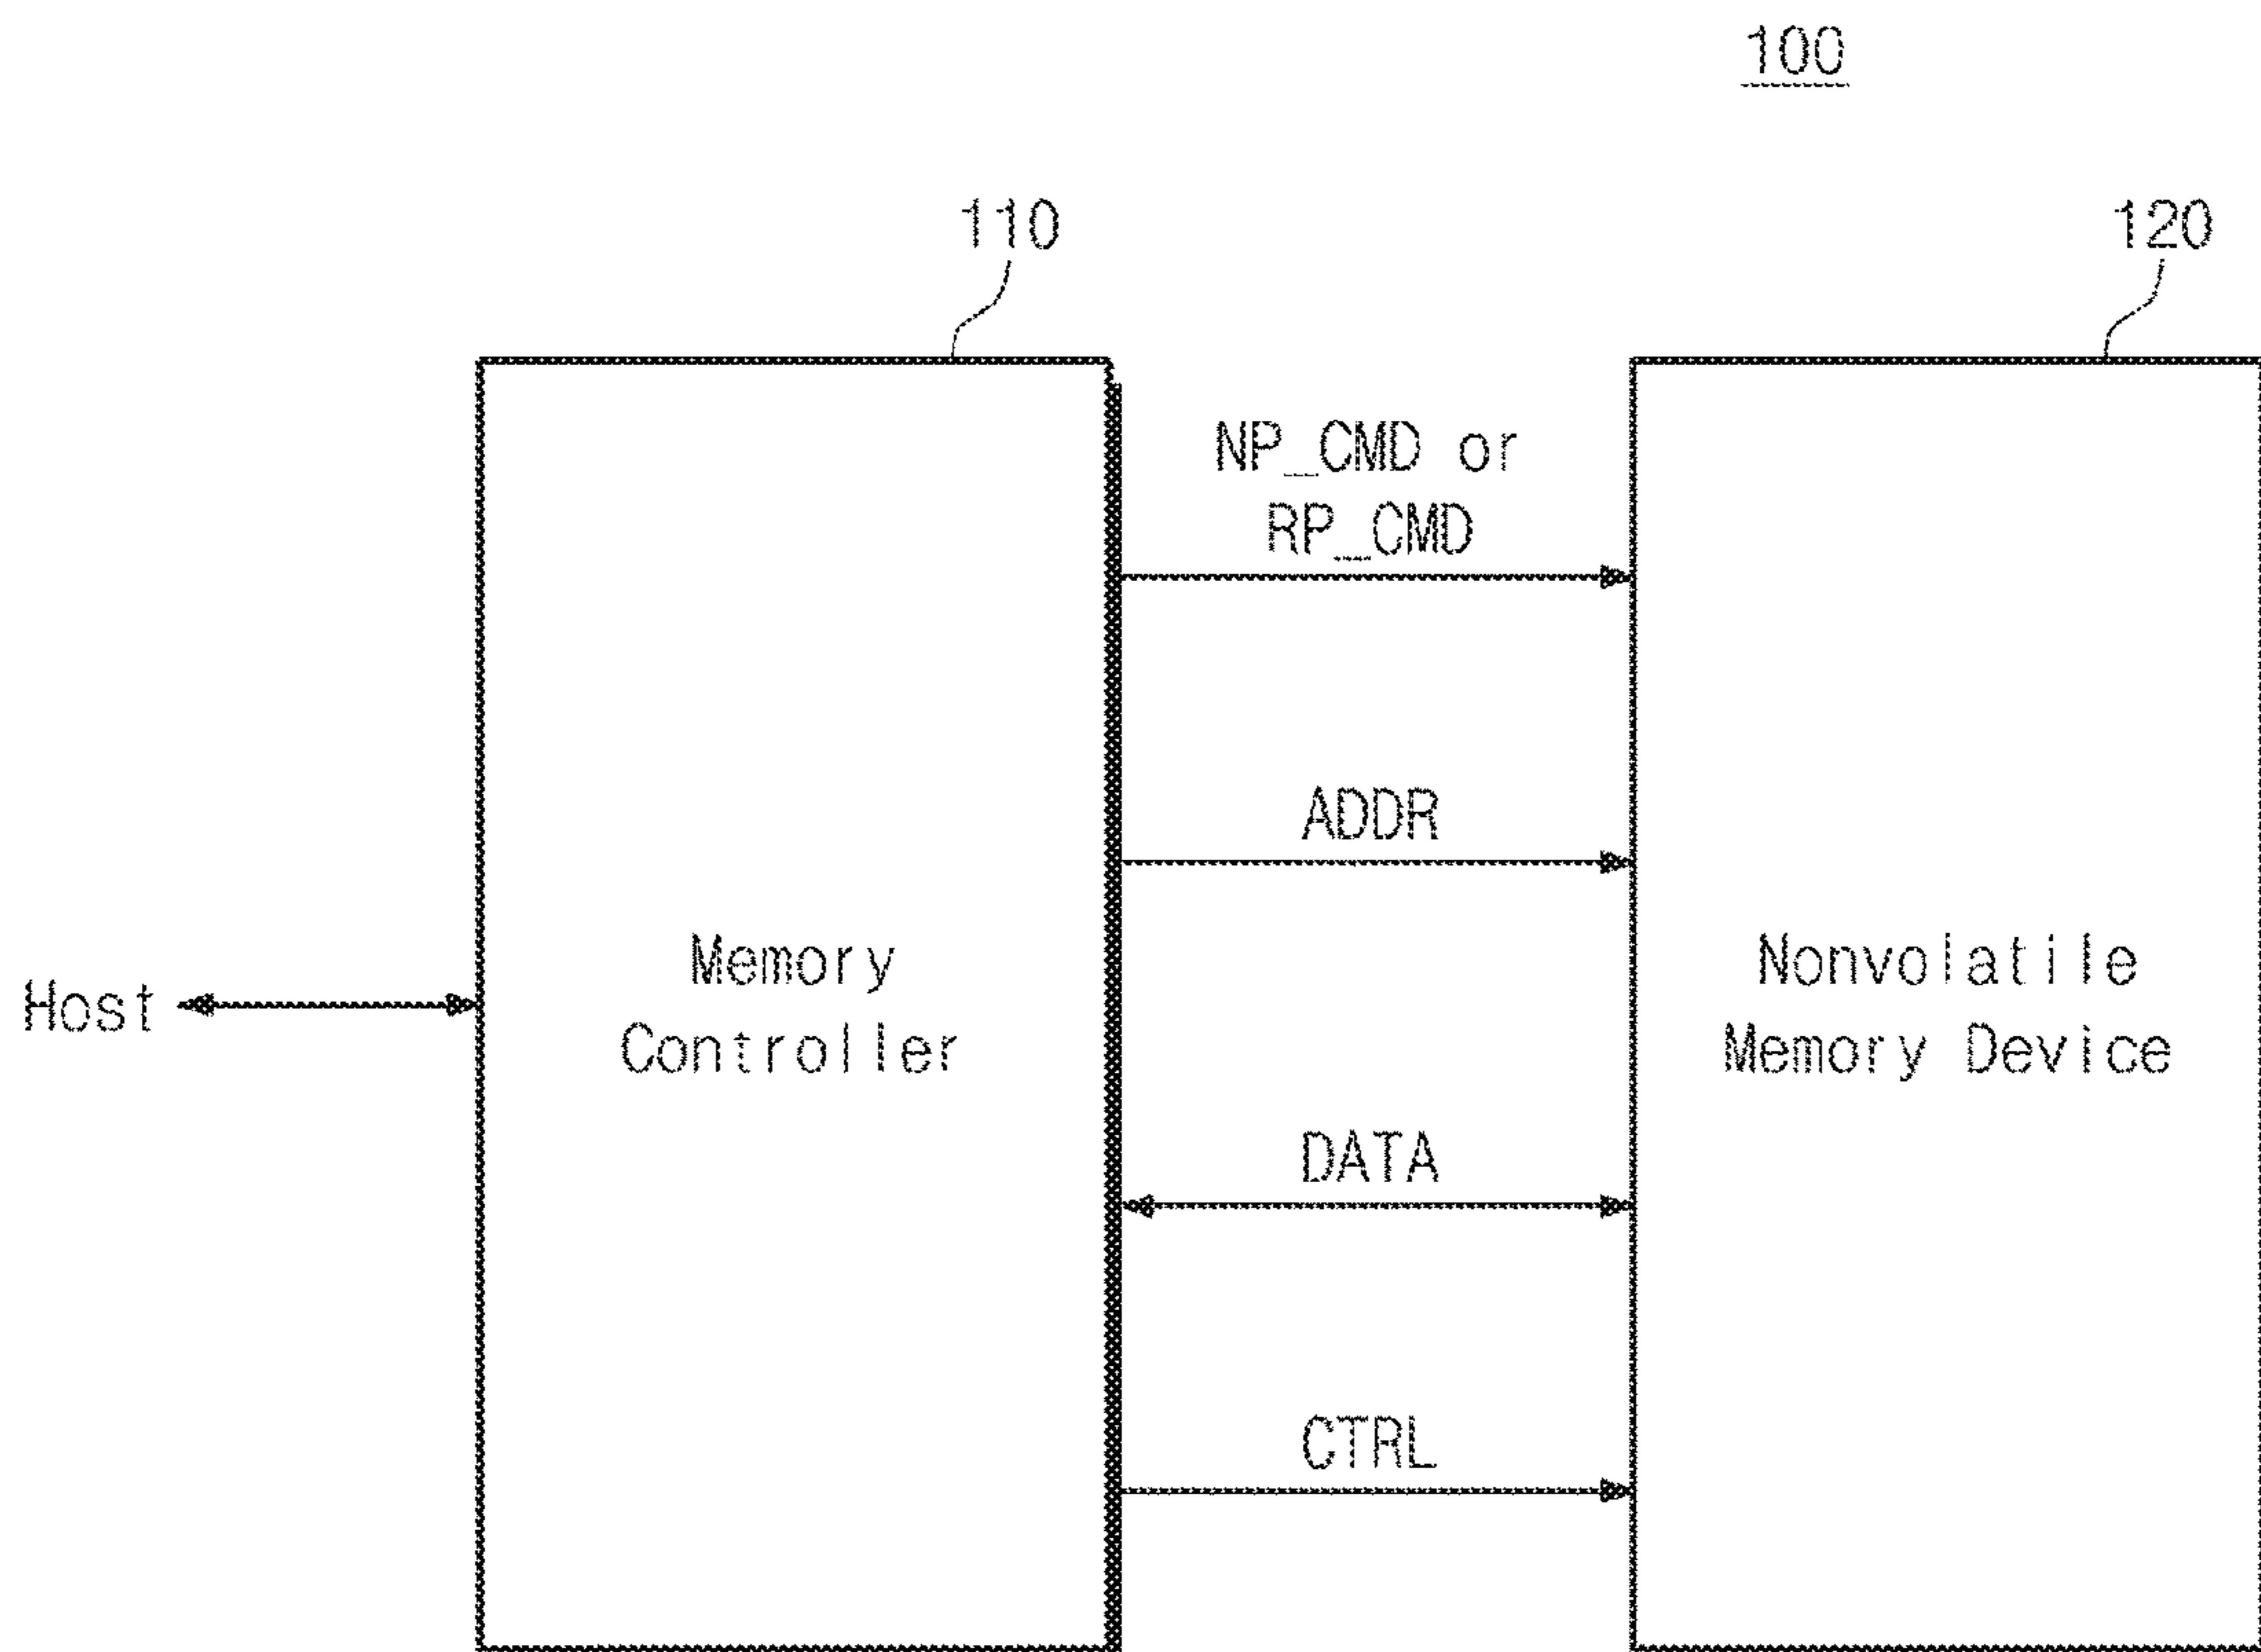 100
110
120
NP_CMD or
RP_CMD
ADDR
Host
Memory
Controller
Nonvolatile
Memory Device
DATA
CTRL